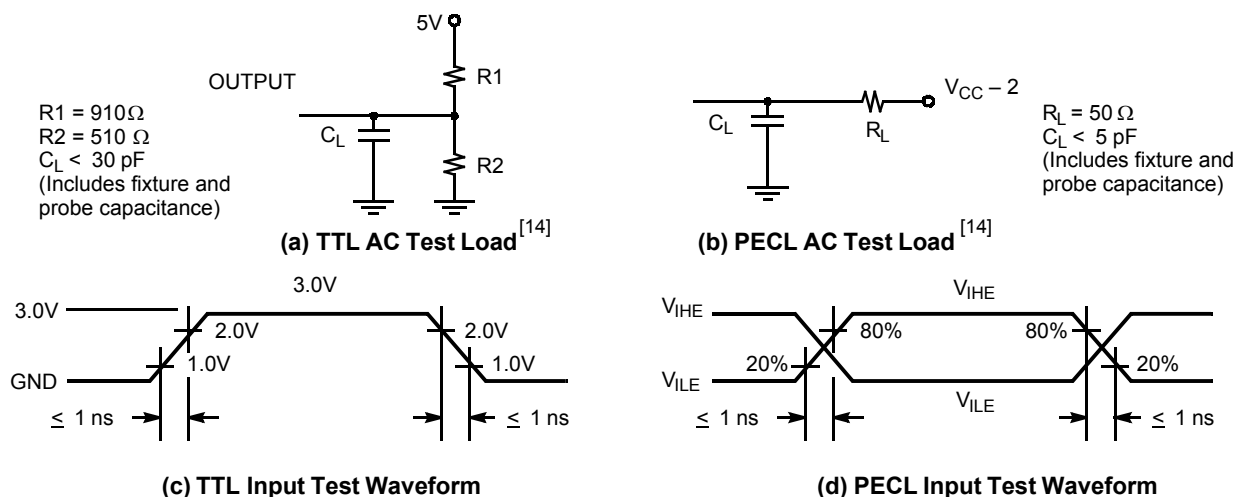 5V
R1
OUTPUT
R1 = 910Ω
R2 = 510 Ω
C_L < 30 pF
(Includes fixture and
probe capacitance)
C_L
R2
(a) TTL AC Test Load [14]
V_CC – 2
C_L
R_L
R_L = 50 Ω
C_L < 5 pF
(Includes fixture and
probe capacitance)
(b) PECL AC Test Load [14]
3.0V
3.0V
2.0V
2.0V
1.0V
1.0V
GND
≤ 1 ns
≤ 1 ns
(c) TTL Input Test Waveform
V_IHE
V_IHE
80%
80%
20%
20%
V_ILE
V_ILE
≤ 1 ns
≤ 1 ns
(d) PECL Input Test Waveform